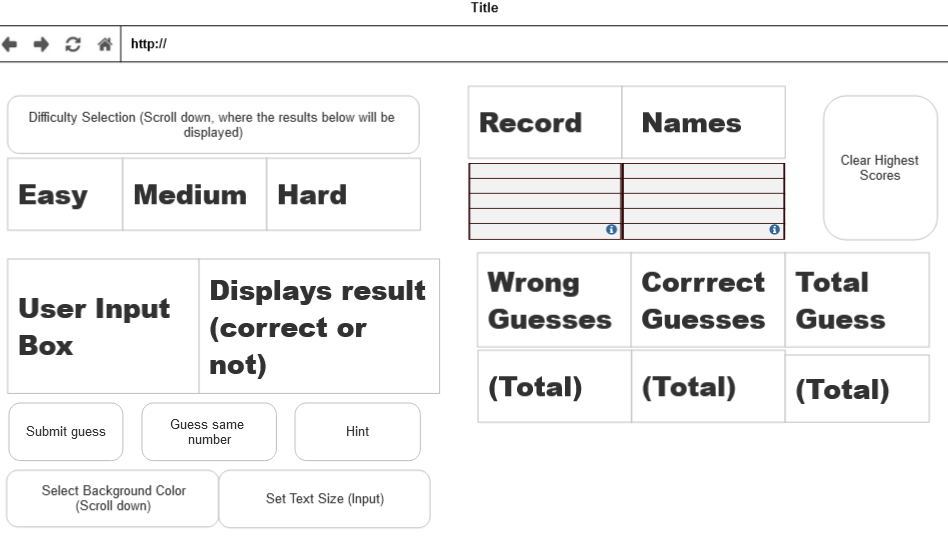 Title
http://
Difficulty Selection (Scroll down, where the results below will be
displayed)
Easy
Medium
Hard
Record
Names
Clear Highest
Scores
User Input
Box
Displays result
(correct or
not)
Wrong
Guesses
Corrrect
Guesses
Total
Guess
(Total)
(Total)
(Total)
Submit guess
Guess same
number
Hint
Select Background Color
(Scroll down)
Set Text Size (Input)